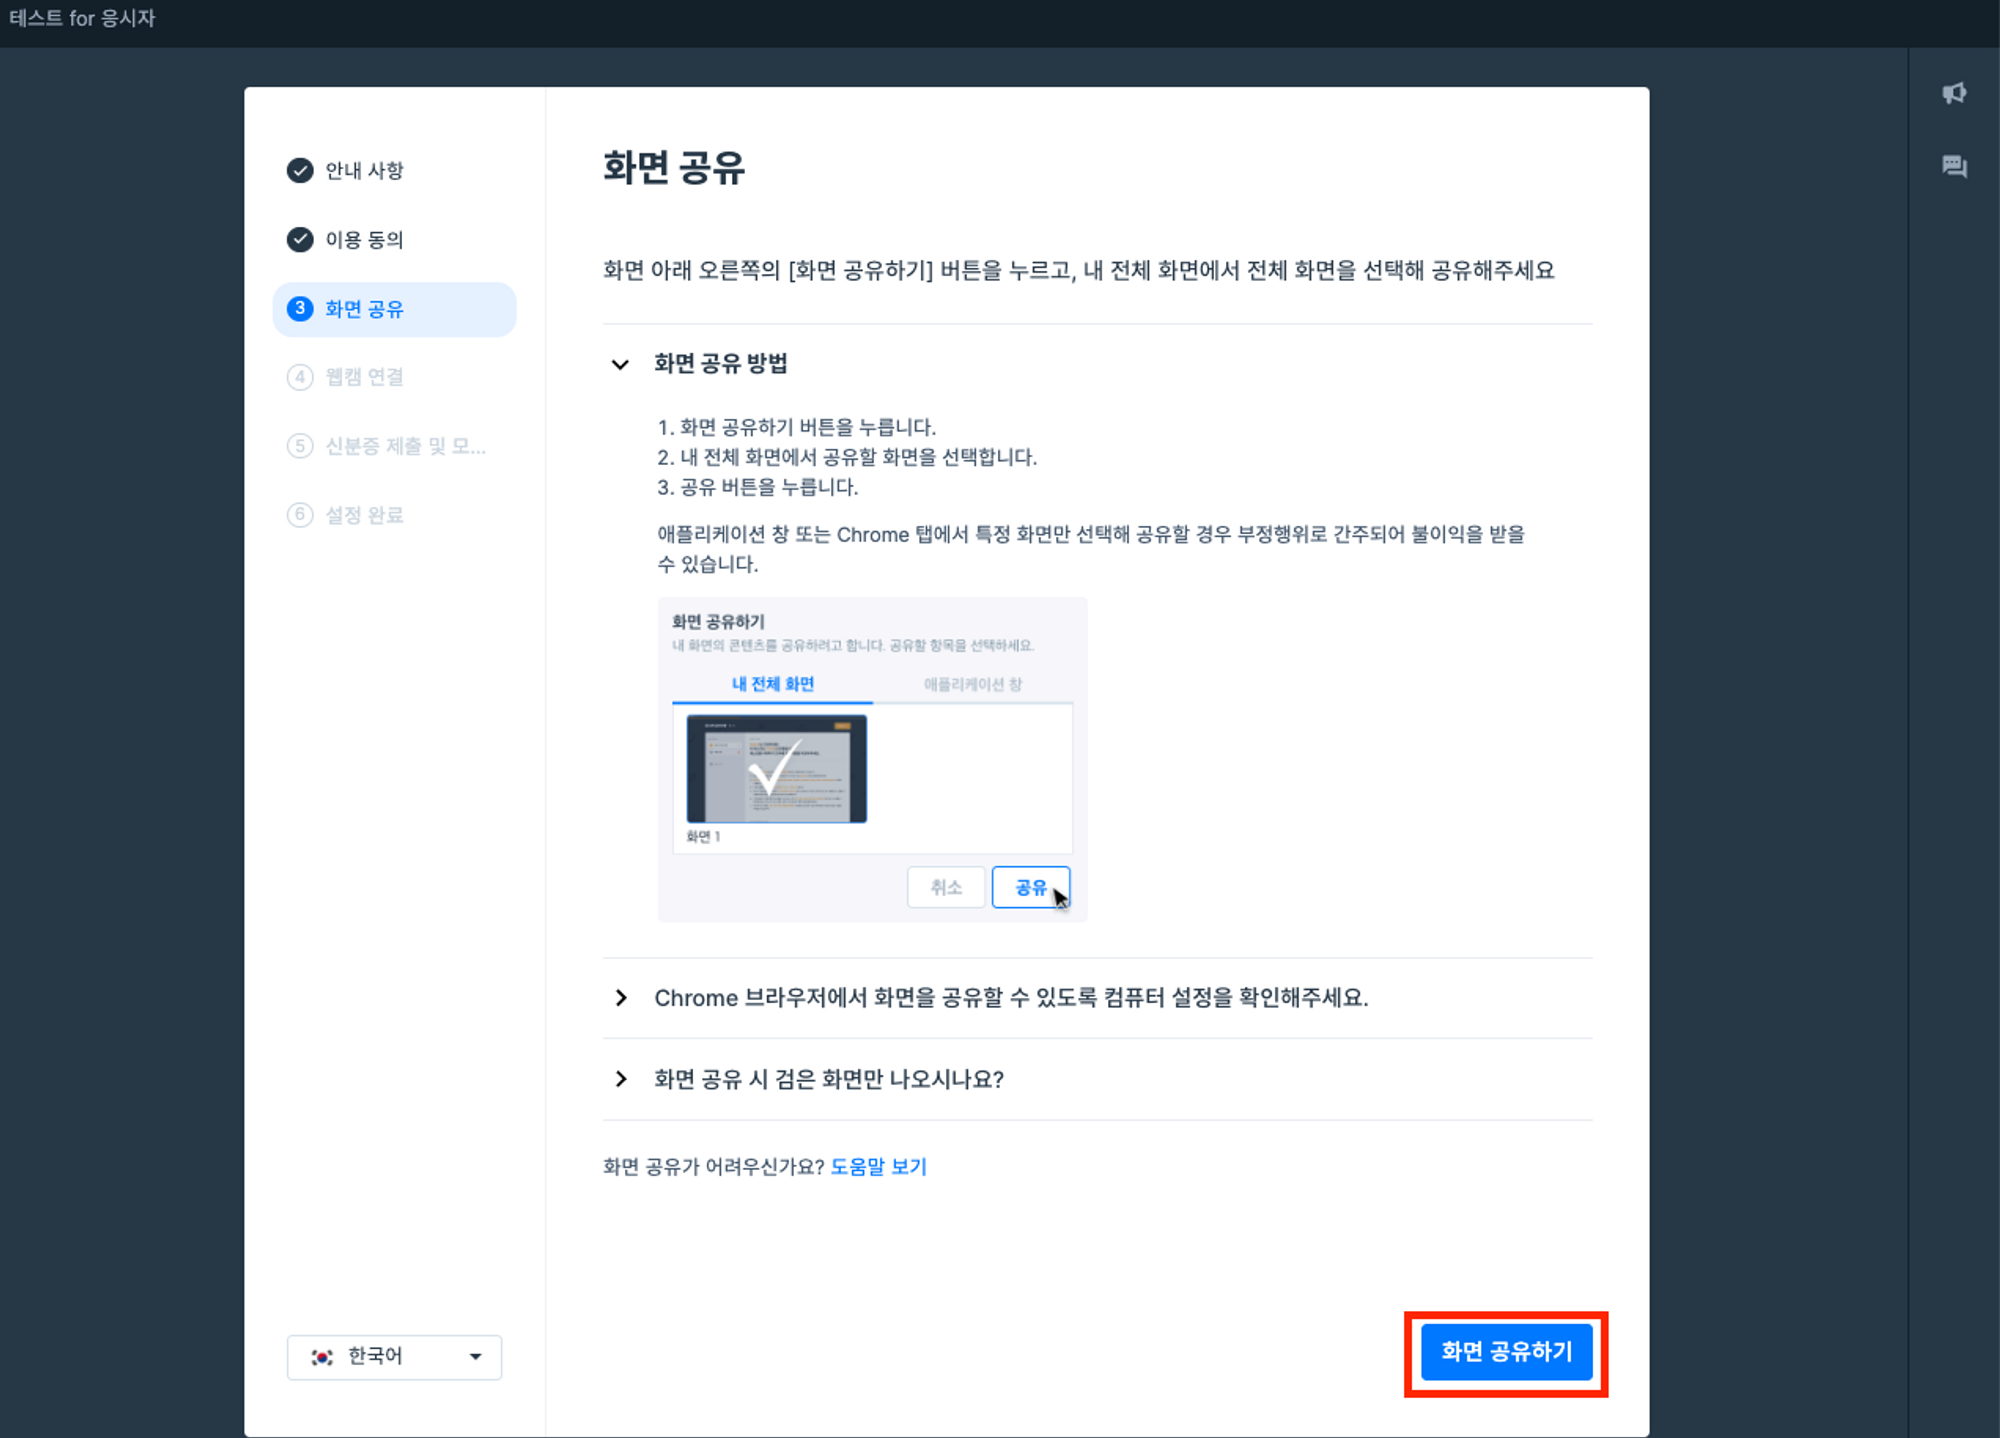 테스트 for 응시자
안내 사항
이용 동의
3 화면 공유
4 웹캠 연결
5 신분증 제출 및 모...
6 설정 완료
한국어
화면 공유
화면 아래 오른쪽의 [화면 공유하기] 버튼을 누르고, 내 전체 화면에서 전체 화면을 선택해 공유해주세요
화면 공유 방법
1. 화면 공유하기 버튼을 누릅니다.
2. 내 전체 화면에서 공유할 화면을 선택합니다.
3. 공유 버튼을 누릅니다.
애플리케이션 창 또는 Chrome 탭에서 특정 화면만 선택해 공유할 경우 부정행위로 간주되어 불이익을 받을
수 있습니다.
화면 공유하기
내 화면의 콘텐츠를 공유하려고 합니다. 공유할 항목을 선택하세요.
내 전체 화면 애플리케이션 창
화면 1
취소 공유
Chrome 브라우저에서 화면을 공유할 수 있도록 컴퓨터 설정을 확인해주세요.
화면 공유 시 검은 화면만 나오시나요?
화면 공유가 어려우신가요? 도움말 보기
화면 공유하기